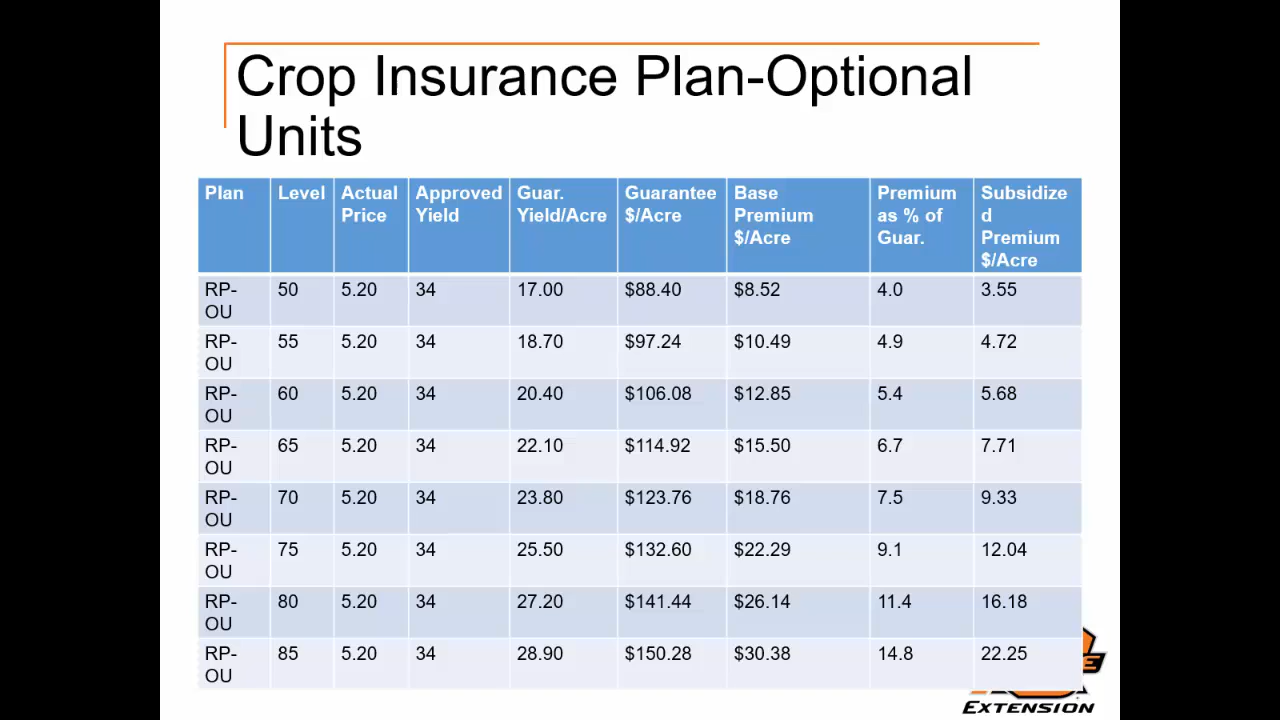 Crop Insurance Plan-Optional
Units
Plan Level Actual Price Approved Yield Guar. Yield/Acre Guarantee $/Acre Base Premium $/Acre Premium as % of Guar. Subsidize d Premium $/Acre
RP-OU 50 5.20 34 17.00 $88.40 $8.52 4.0 3.55
RP-OU 55 5.20 34 18.70 $97.24 $10.49 4.9 4.72
RP-OU 60 5.20 34 20.40 $106.08 $12.85 5.4 5.68
RP-OU 65 5.20 34 22.10 $114.92 $15.50 6.7 7.71
RP-OU 70 5.20 34 23.80 $123.76 $18.76 7.5 9.33
RP-OU 75 5.20 34 25.50 $132.60 $22.29 9.1 12.04
RP-OU 80 5.20 34 27.20 $141.44 $26.14 11.4 16.18
RP-OU 85 5.20 34 28.90 $150.28 $30.38 14.8 22.25
EXTENSION